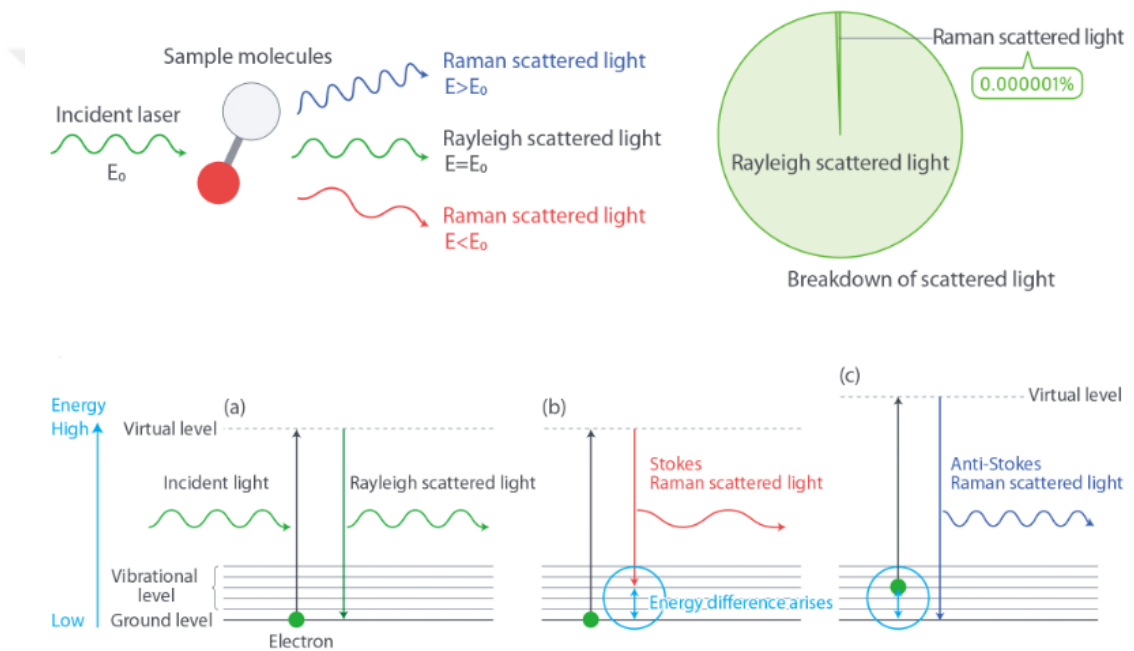 Sample molecules
Incident laser
E₀
Raman scattered light
E>E₀
Rayleigh scattered light
E=E₀
Raman scattered light
E<E₀
Raman scattered light
0.000001%
Rayleigh scattered light
Breakdown of scattered light
Energy
High
Low
(a)
Virtual level
Incident light
Rayleigh scattered light
Vibrational
level
Ground level
Electron
(b)
Stokes
Raman scattered light
Energy difference arises
(c)
Virtual level
Anti-Stokes
Raman scattered light